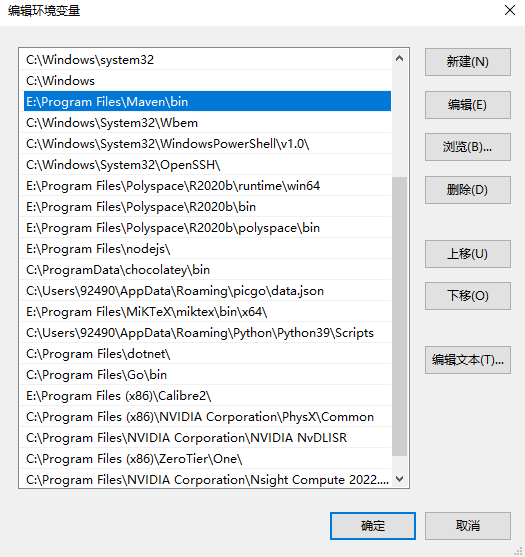 编辑环境变量
C:\Windows\system32
C:\Windows
E:\Program Files\Maven\bin
C:\Windows\System32\Wbem
C:\Windows\System32\WindowsPowerShell\v1.0\
C:\Windows\System32\OpenSSH\
E:\Program Files\Polyspace\R2020b\runtime\win64
E:\Program Files\Polyspace\R2020b\bin
E:\Program Files\Polyspace\R2020b\polyspace\bin
E:\Program Files\nodejs\
C:\ProgramData\chocolatey\bin
C:\Users\92490\AppData\Roaming\picgo\data.json
E:\Program Files\MiKTeX\miktex\bin\x64\
C:\Users\92490\AppData\Roaming\Python\Python39\Scripts
C:\Program Files\dotnet\
C:\Program Files\Go\bin
E:\Program Files (x86)\Calibre2\
C:\Program Files (x86)\NVIDIA Corporation\PhysX\Common
C:\Program Files\NVIDIA Corporation\NVIDIA NvDLISR
C:\Program Files (x86)\ZeroTier\One\
C:\Program Files\NVIDIA Corporation\Nsight Compute 2022....
新建(N)
编辑(E)
浏览(B)...
删除(D)
上移(U)
下移(O)
编辑文本(T)...
确定
取消